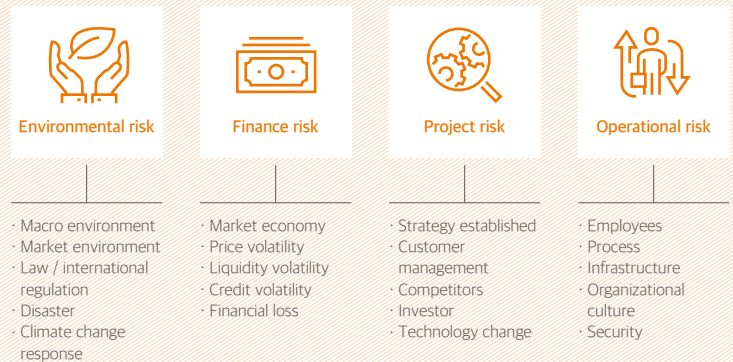 Environmental risk
· Macro environment
· Market environment
· Law / international
regulation
· Disaster
· Climate change
response
Finance risk
· Market economy
· Price volatility
· Liquidity volatility
· Credit volatility
· Financial loss
Project risk
· Strategy established
· Customer
management
· Competitors
· Investor
· Technology change
Operational risk
· Employees
· Process
· Infrastructure
· Organizational
culture
· Security